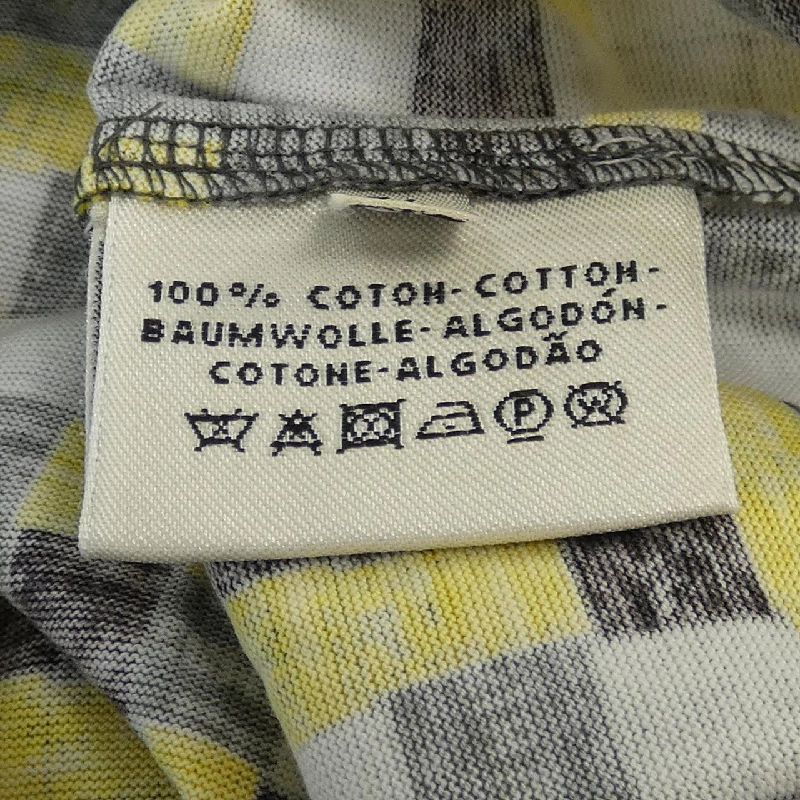 100% COTON-COTTON-
BAUMWOLLE-ALGODÓN-
COTONE-ALGODÃO
P
W